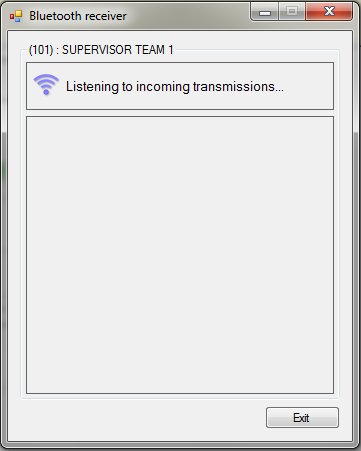 Bluetooth receiver
(101) : SUPERVISOR TEAM 1
Listening to incoming transmissions...
Exit